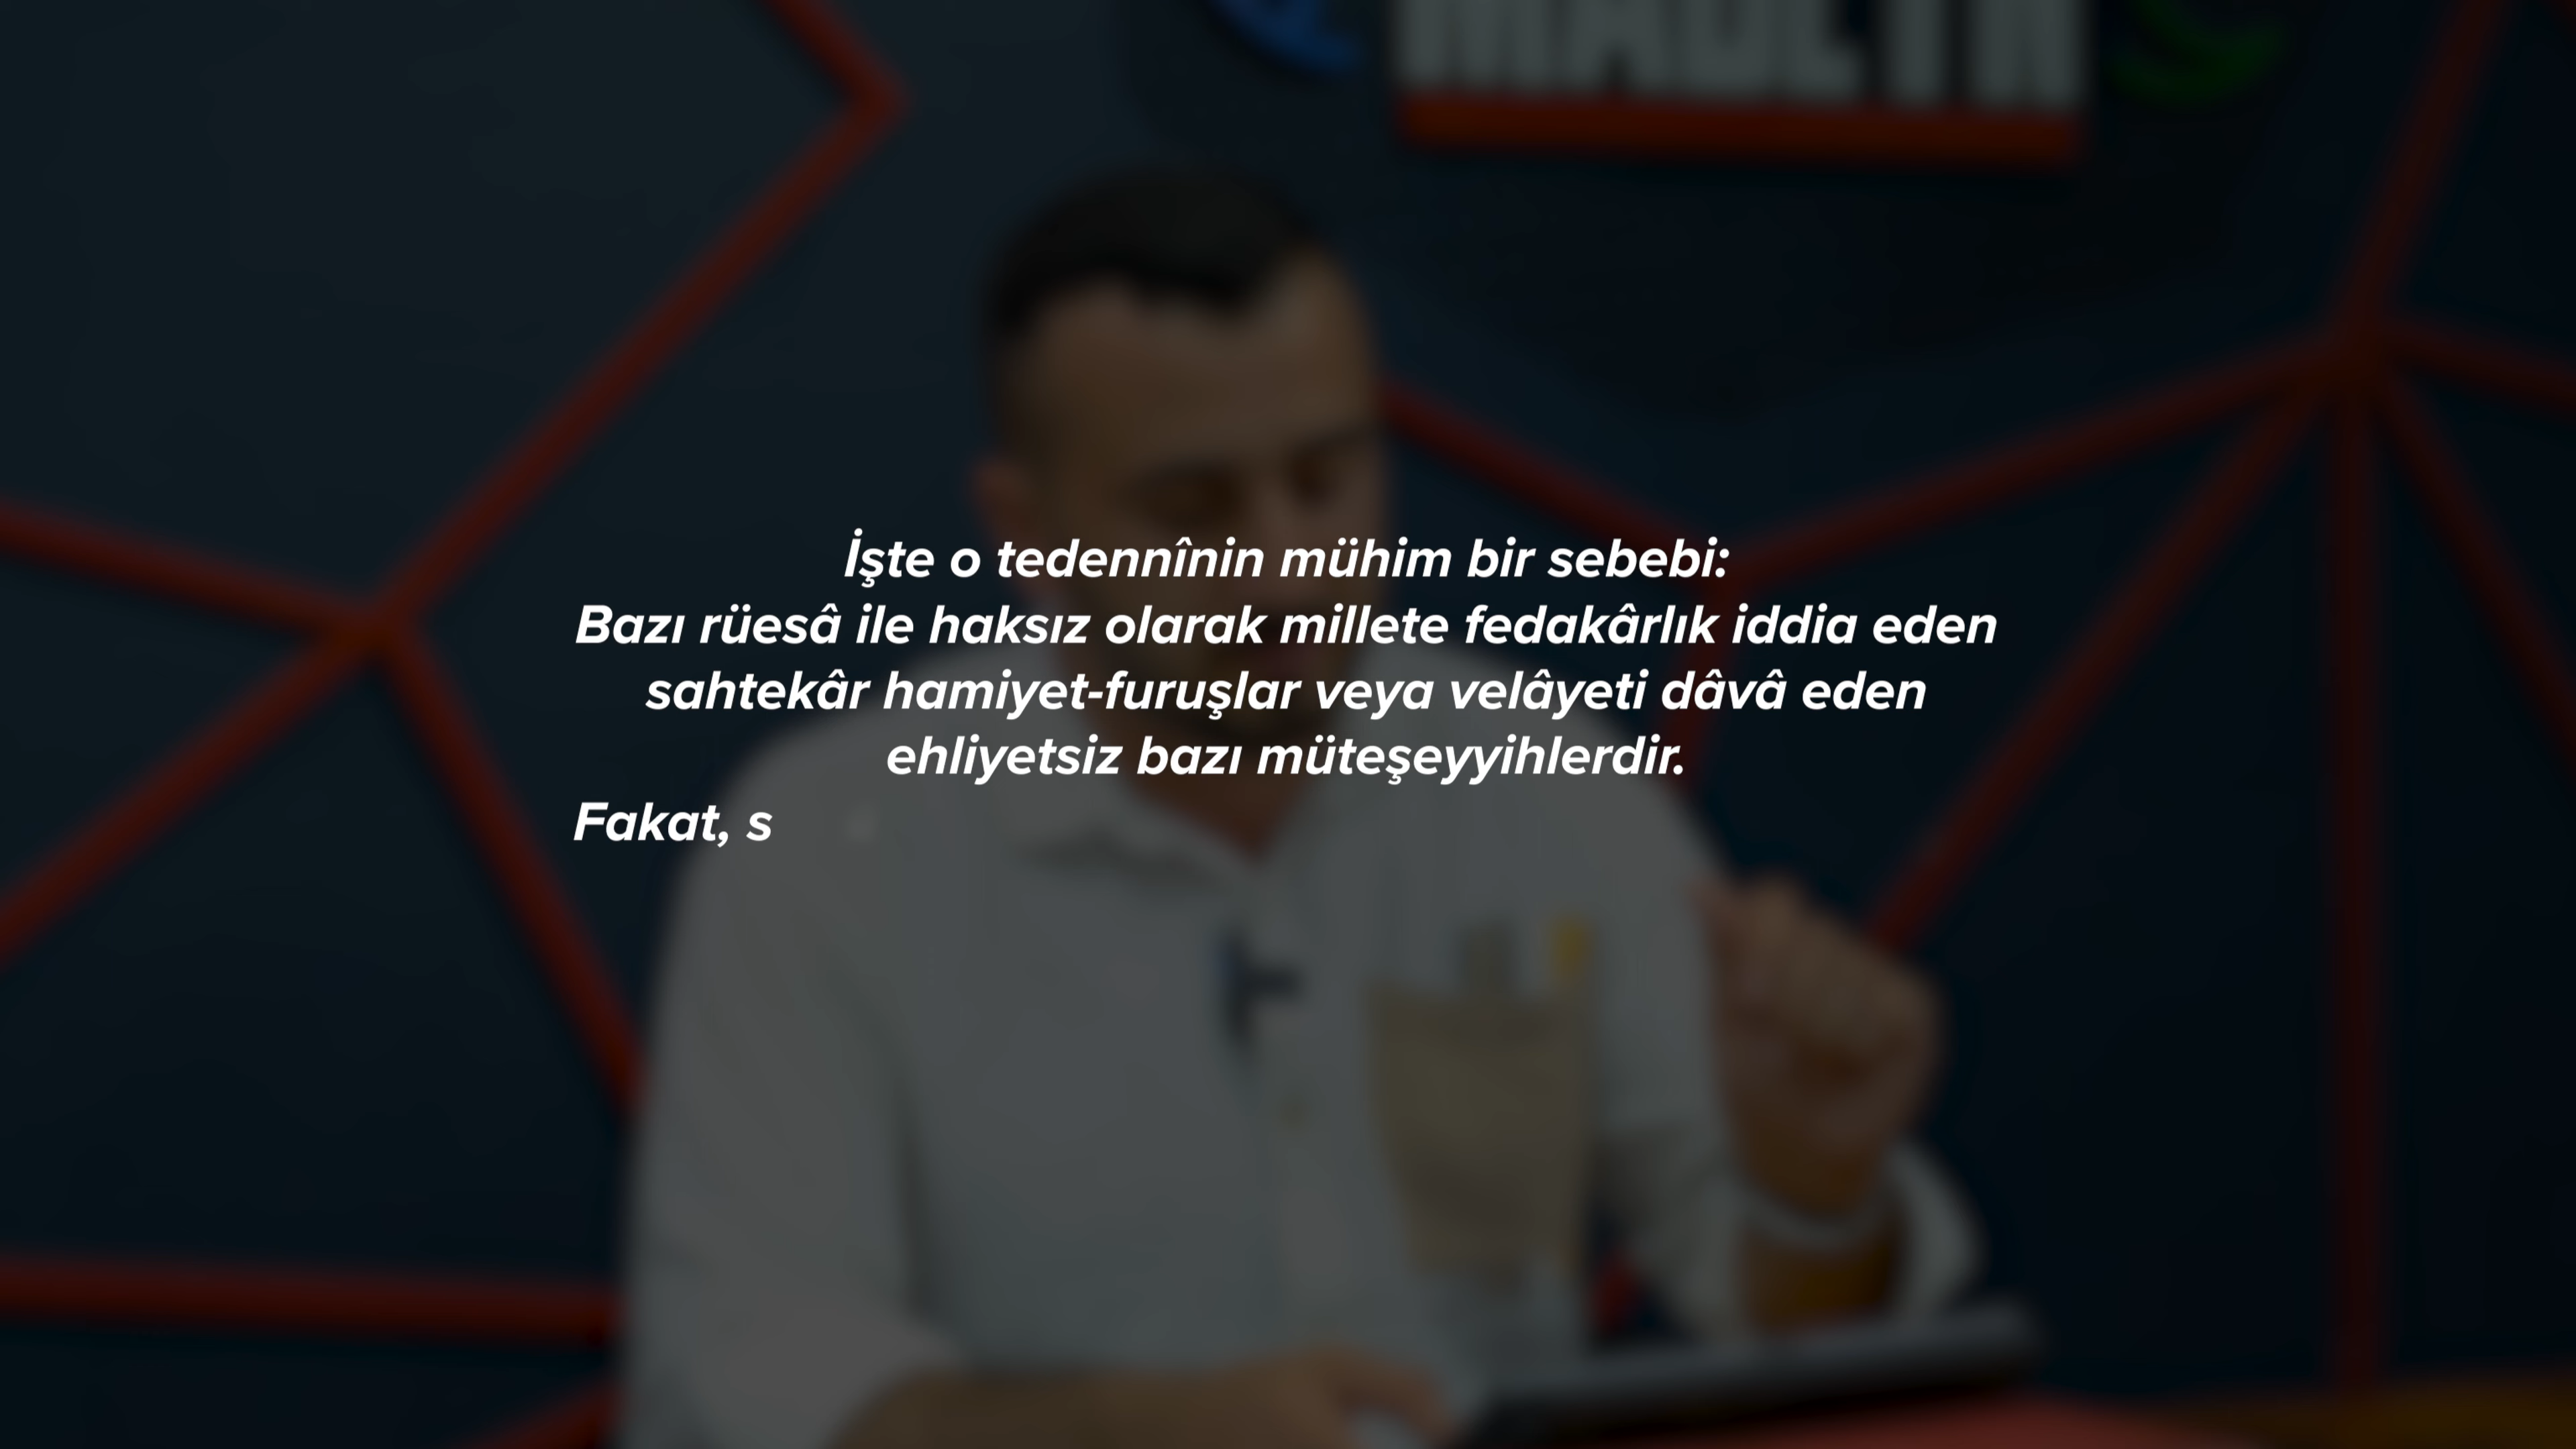 İşte o tedennînin mühim bir sebebi:
Bazı rüesâ ile haksız olarak millete fedakârlık iddia eden
sahtekâr hamiyet-furuşlar veya velâyeti dâvâ eden
ehliyetsiz bazı müteşeyyihlerdir.
Fakat, s